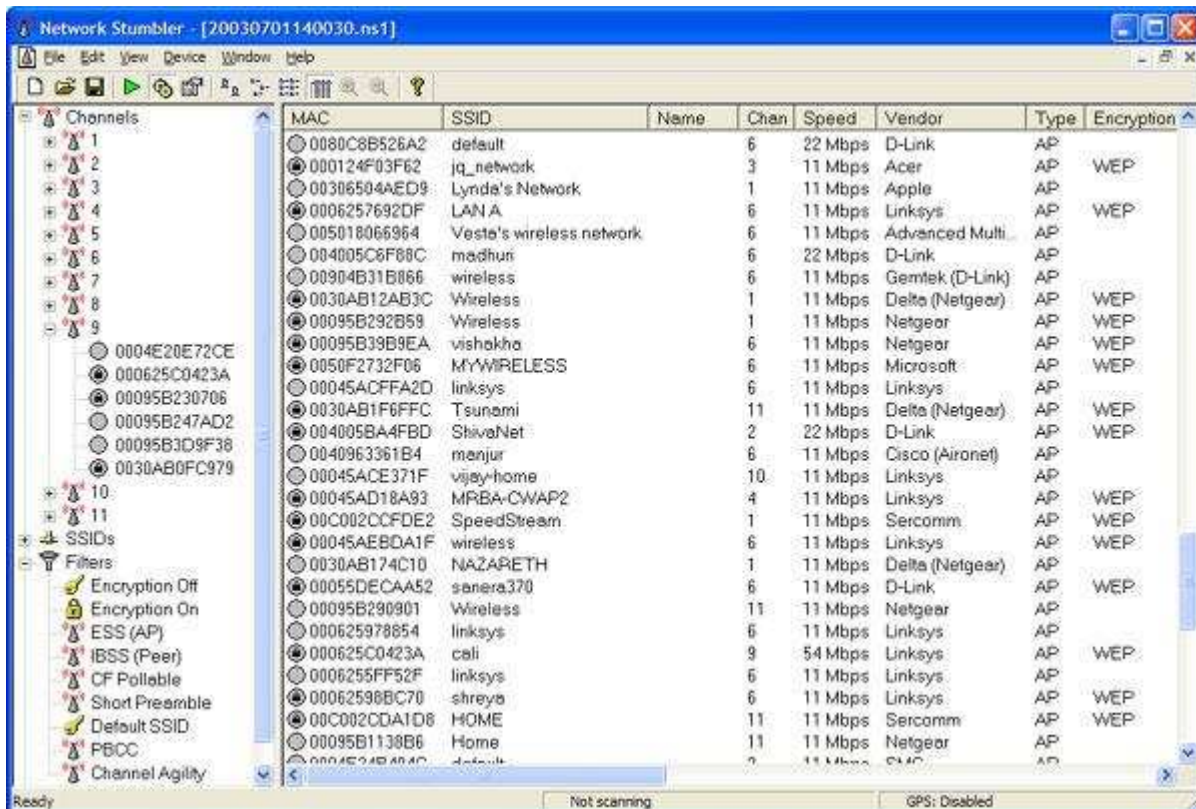 Network Stumbler - [20030701140030.ns1]
File Edit View Device Window Help
Channels
1
2
3
4
5
6
7
8
9
0004E20E72CE
000625C0423A
00095B230706
00095B247AD2
00095B3D9F38
0030AB0FC979
10
11
SSIDs
Filters
Encryption Off
Encryption On
ESS (AP)
IBSS (Peer)
CF Pollable
Short Preamble
Default SSID
PBCC
Channel Agility
MAC SSID Name Chan Speed Vendor Type Encryption
0080C8B526A2 default 6 22 Mbps D-Link AP
000124F03F62 jq_network 3 11 Mbps Acer AP WEP
00306504AED9 Lynda's Network 1 11 Mbps Apple AP
0006257692DF LAN A 6 11 Mbps Linksys AP WEP
005018066964 Vesta's wireless network 6 11 Mbps Advanced Multi... AP
004005C6F88C madhuri 6 22 Mbps D-Link AP
00904B31B866 wireless 6 11 Mbps Gemtek (D-Link) AP
0030AB12AB3C Wireless 1 11 Mbps Delta (Netgear) AP WEP
00095B292B59 Wireless 1 11 Mbps Netgear AP WEP
00095B39B9EA vishakha 6 11 Mbps Netgear AP WEP
0050F2732F06 MYWIRELESS 6 11 Mbps Microsoft AP WEP
00045ACFFA2D linksys 6 11 Mbps Linksys AP
0030AB1F6FFC Tsunami 11 11 Mbps Delta (Netgear) AP WEP
004005BA4FBD ShivaNet 2 22 Mbps D-Link AP WEP
0040963361B4 manjur 6 11 Mbps Cisco (Aironet) AP
00045ACE371F vijay-home 10 11 Mbps Linksys AP
00045AD18A93 MRBA-CWAP2 4 11 Mbps Linksys AP WEP
00C002CCFDE2 SpeedStream 1 11 Mbps Sercomm AP WEP
00045AEBDA1F wireless 6 11 Mbps Linksys AP WEP
0030AB174C10 NAZARETH 1 11 Mbps Delta (Netgear) AP
00055DECAA52 sanera370 6 11 Mbps D-Link AP WEP
00095B290901 Wireless 11 11 Mbps Netgear AP
000625978854 linksys 6 11 Mbps Linksys AP
000625C0423A cali 9 54 Mbps Linksys AP WEP
0006255FF52F linksys 6 11 Mbps Linksys AP
00062598BC70 shreya 6 11 Mbps Linksys AP WEP
00C002CDA1D8 HOME 11 11 Mbps Sercomm AP WEP
00095B1138B6 Home 11 11 Mbps Netgear AP
default 11 Mbps SMC AP
Ready Not scanning GPS: Disabled